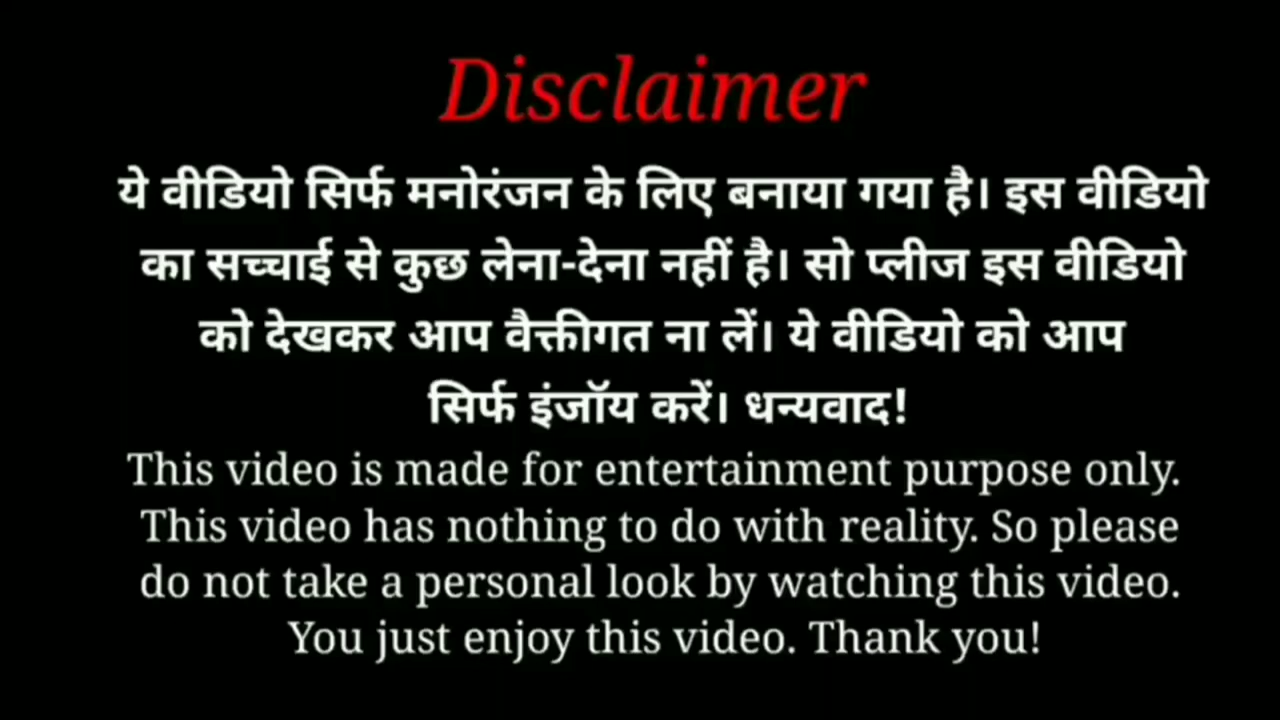 Disclaimer
ये वीडियो सिर्फ मनोरंजन के लिए बनाया गया है। इस वीडियो
का सच्चाई से कुछ लेना-देना नहीं है। सो प्लीज इस वीडियो
को देखकर आप वैक्तीगत ना लें। ये वीडियो को आप
सिर्फ इंजॉय करें। धन्यवाद!
This video is made for entertainment purpose only.
This video has nothing to do with reality. So please
do not take a personal look by watching this video.
You just enjoy this video. Thank you!